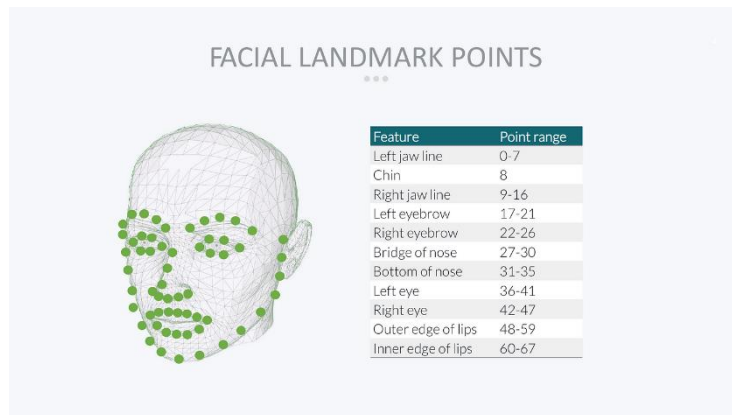 FACIAL LANDMARK POINTS
Feature Point range
Left jaw line 0-7
Chin 8
Right jaw line 9-16
Left eyebrow 17-21
Right eyebrow 22-26
Bridge of nose 27-30
Bottom of nose 31-35
Left eye 36-41
Right eye 42-47
Outer edge of lips 48-59
Inner edge of lips 60-67